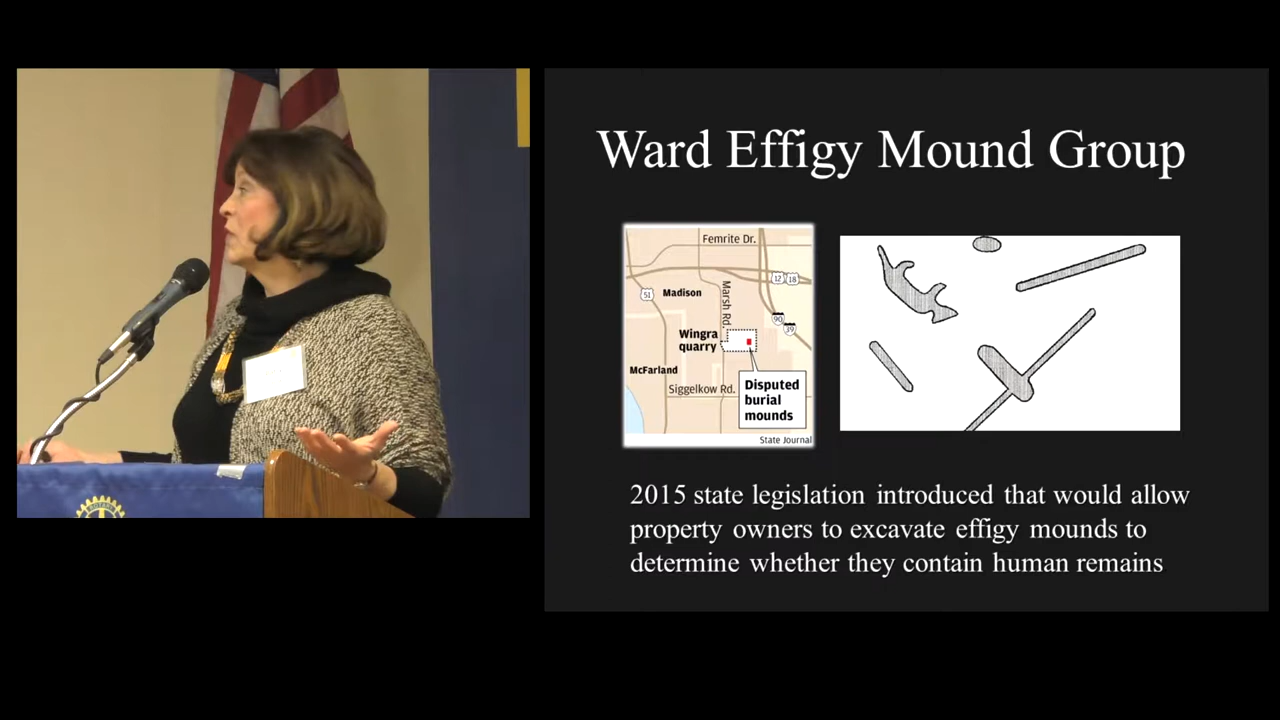 Ward Effigy Mound Group
Femrite Dr.
12 18
51
Madison
Marsh Rd.
90
39
Wingra
quarry
McFarland
Siggelkow Rd.
Disputed
burial
mounds
State Journal
2015 state legislation introduced that would allow
property owners to excavate effigy mounds to
determine whether they contain human remains